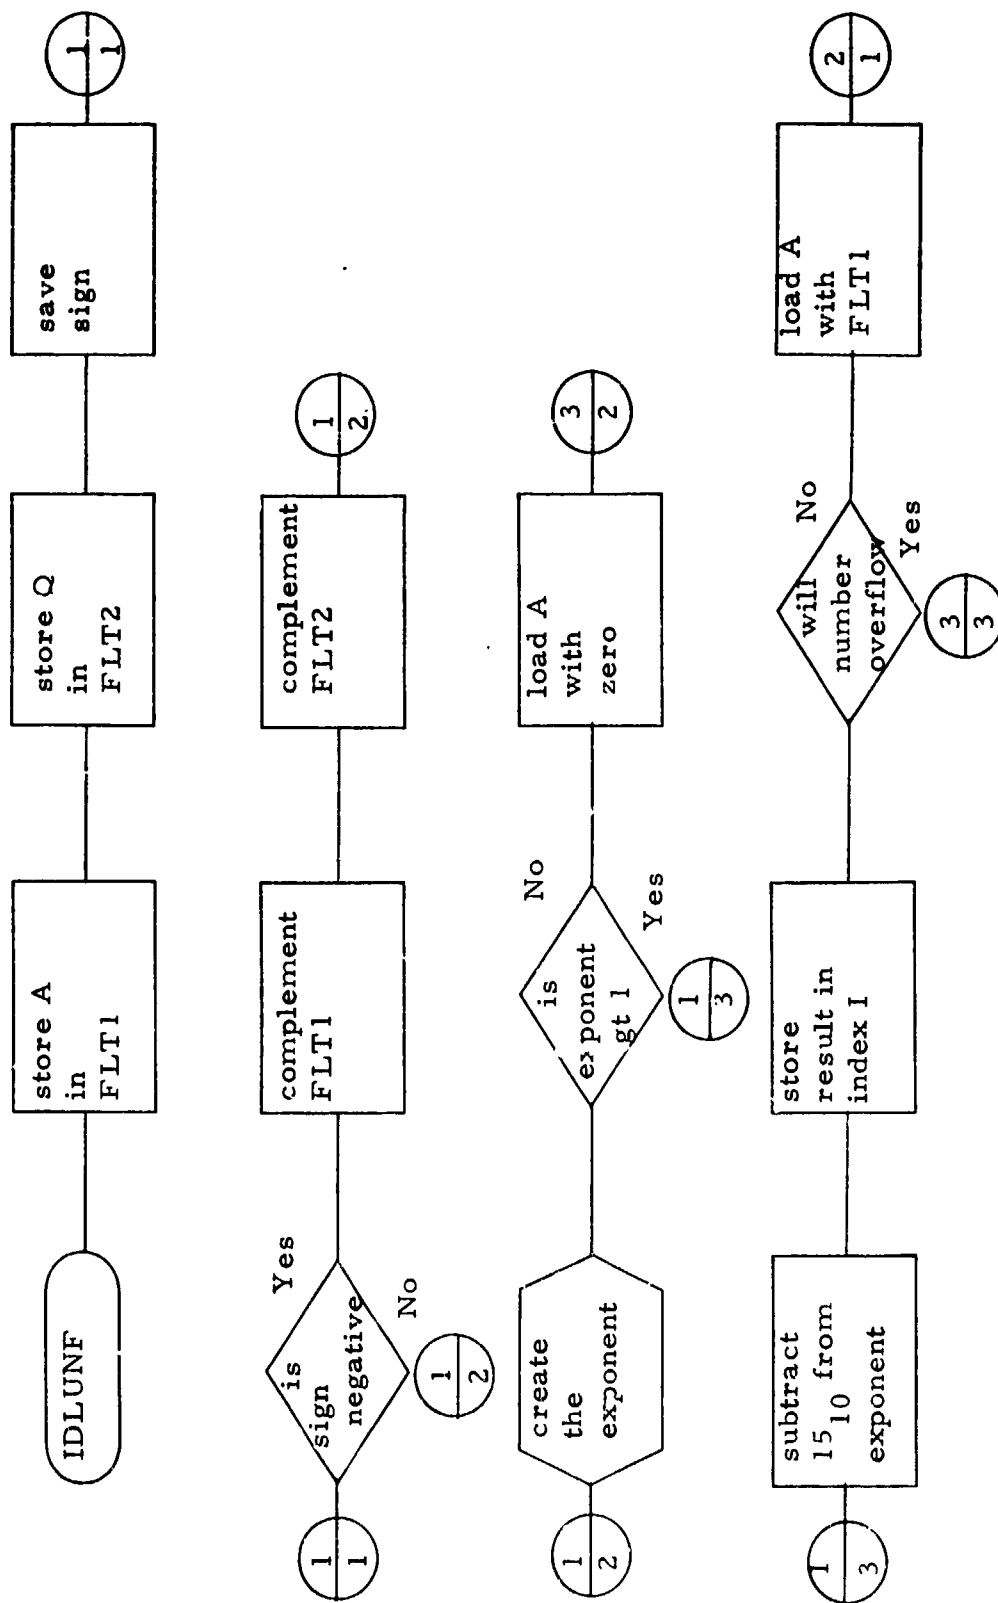 IDLUNF
store A
in
FLT1
store Q
in
FLT2
save
sign
1
1
1
1
is
sign
negative
Yes
No
1
2
complement
FLT1
complement
FLT2
1
2
1
2
create
the
exponent
is
exponent
gt 1
No
Yes
1
3
load A
with
zero
3
2
1
3
subtract
15₁₀ from
exponent
store
result in
index I
will
number
overflow
No
Yes
3
3
load A
with
FLT1
2
1